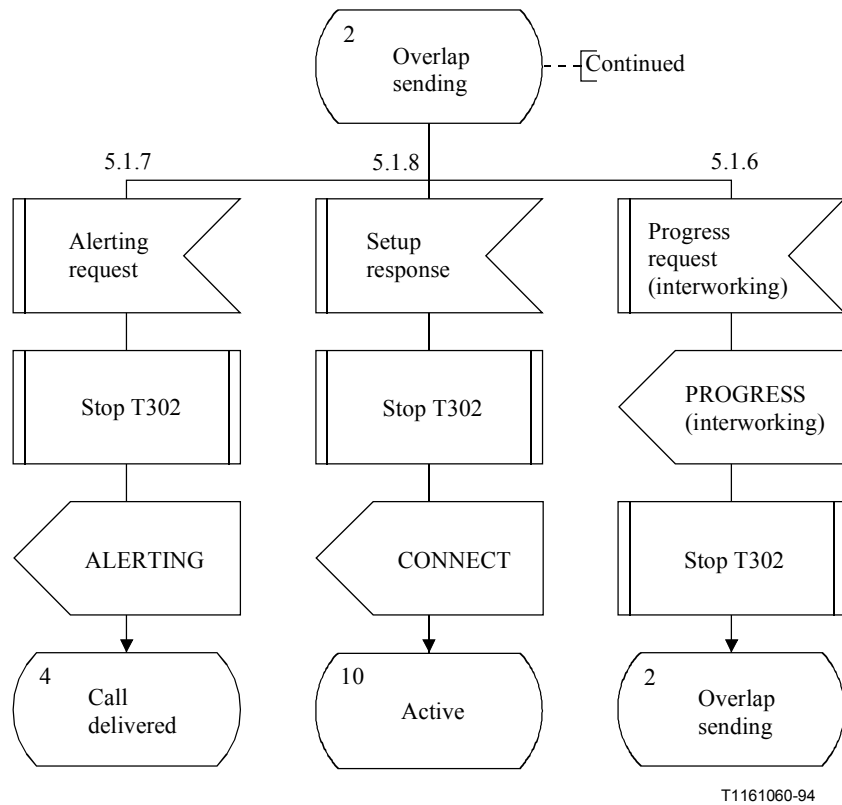 2
Overlap
sending
Continued
5.1.7
5.1.8
5.1.6
Alerting
request
Setup
response
Progress
request
(interworking)
Stop T302
Stop T302
PROGRESS
(interworking)
ALERTING
CONNECT
Stop T302
4
Call
delivered
10
Active
2
Overlap
sending
T1161060-94